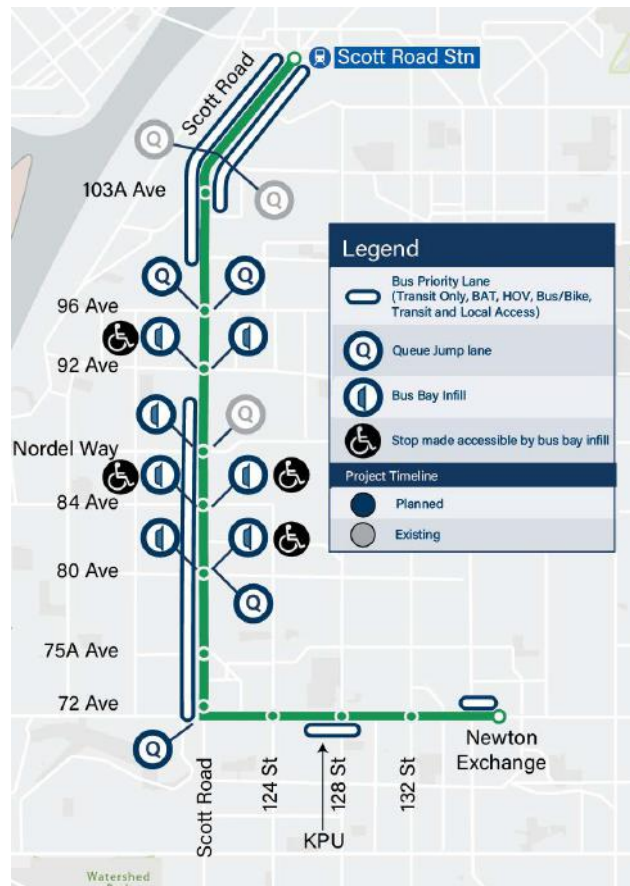 Scott Road Stn
Scott Road
Q
Q
103A Ave
Legend
Bus Priority Lane
(Transit Only, BAT, HOV, Bus/Bike,
Transit and Local Access)
Q
Queue Jump lane
Bus Bay Infill
Stop made accessible by bus bay infill
Project Timeline
Planned
Existing
Q
Q
96 Ave
92 Ave
Q
Nordel Way
84 Ave
80 Ave
Q
75A Ave
72 Ave
Q
Scott Road
124 St
128 St
132 St
Newton
Exchange
KPU
Watershed